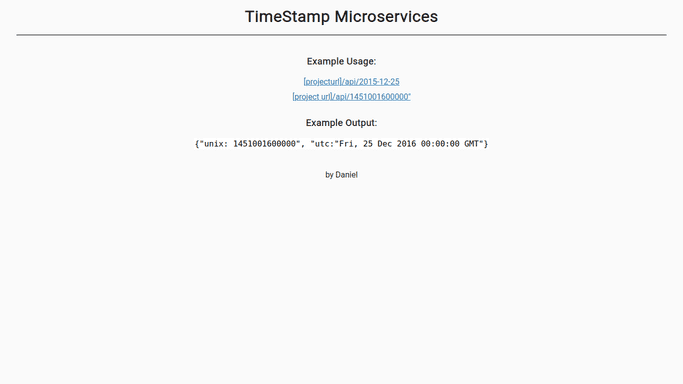 TimeStamp Microservices
Example Usage:
[projecturl]/api/2015-12-25
[project url]/api/1451001600000"
Example Output:
{"unix: 1451001600000", "utc:"Fri, 25 Dec 2016 00:00:00 GMT"}
by Daniel